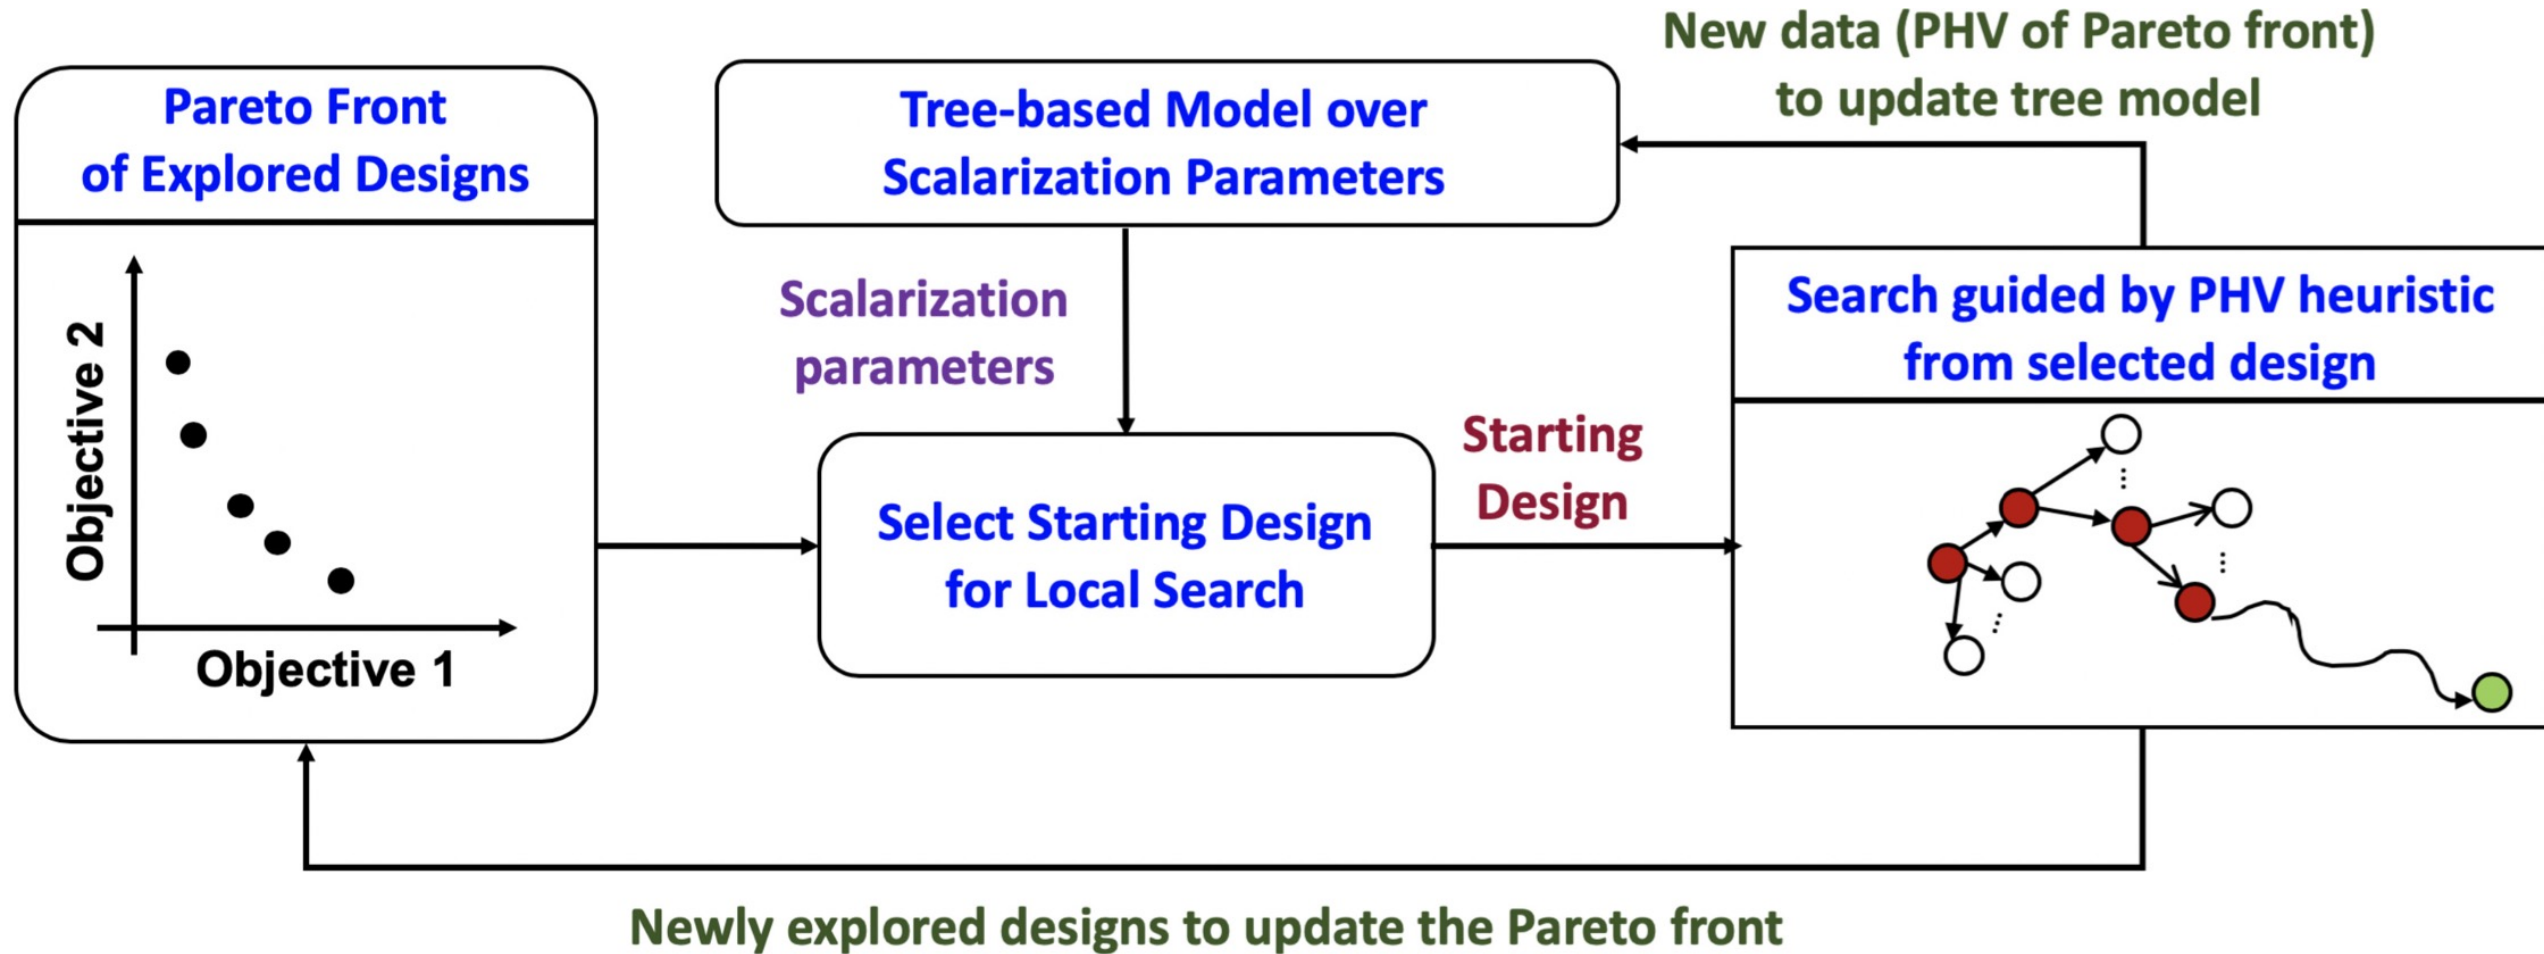 Pareto Front
of Explored Designs
Objective 2
Objective 1
Tree-based Model over
Scalarization Parameters
New data (PHV of Pareto front)
to update tree model
Scalarization
parameters
Select Starting Design
for Local Search
Starting
Design
Search guided by PHV heuristic
from selected design
Newly explored designs to update the Pareto front